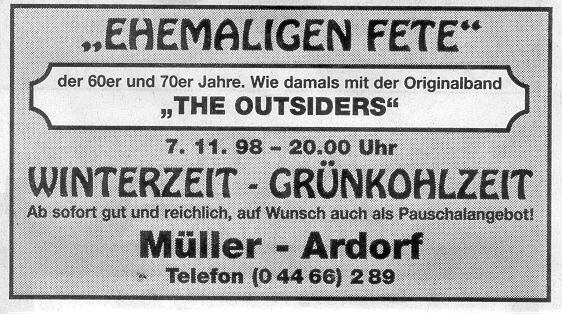 „EHEMALIGEN FETE“
der 60er und 70er Jahre. Wie damals mit der Originalband
„THE OUTSIDERS“
7. 11. 98 – 20.00 Uhr
WINTERZEIT - GRÜNKOHLZEIT
Ab sofort gut und reichlich, auf Wunsch auch als Pauschalangebot!
Müller - Ardorf
Telefon (0 44 66) 2 89